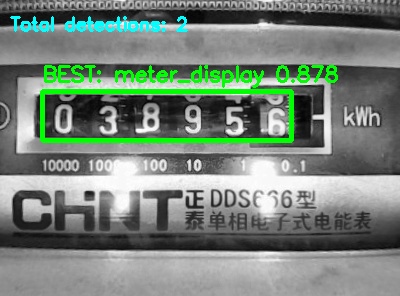 Total detections: 2
BEST: meter_display 0.878
0 3 8 9 5 6 kWh
10000 1000 100 10 1 0.1
CHNT 正泰 DDS666型
单相电子式电能表